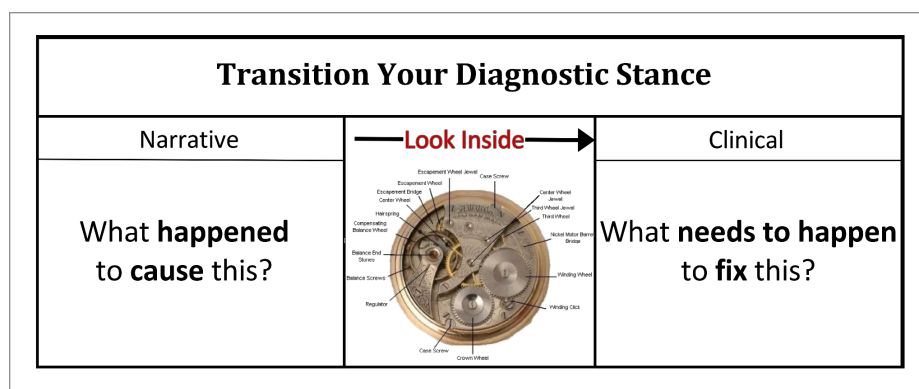 Transition Your Diagnostic Stance
Narrative
Look Inside
Clinical
What happened
to cause this?
Escapement Wheel Jewel
Case Screw
Escapement Wheel
Escapement Bridge
Center Wheel
Hairspring
Compensating
Balance Wheel
Balance End
Stones
Balance Screws
Regulator
Case Screw
Crown Wheel
Center Wheel
Jewel
Third Wheel Jewel
Third Wheel
Nickel Motor Barrel
Bridge
Winding Wheel
Winding Click
What needs to happen
to fix this?